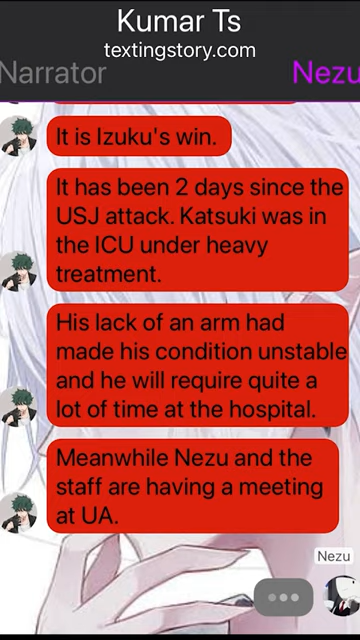 Kumar Ts
textingstory.com
Narrator
Nezu
It is Izuku's win.
It has been 2 days since the
USJ attack. Katsuki was in
the ICU under heavy
treatment.
His lack of an arm had
made his condition unstable
and he will require quite a
lot of time at the hospital.
Meanwhile Nezu and the
staff are having a meeting
at UA.
Nezu